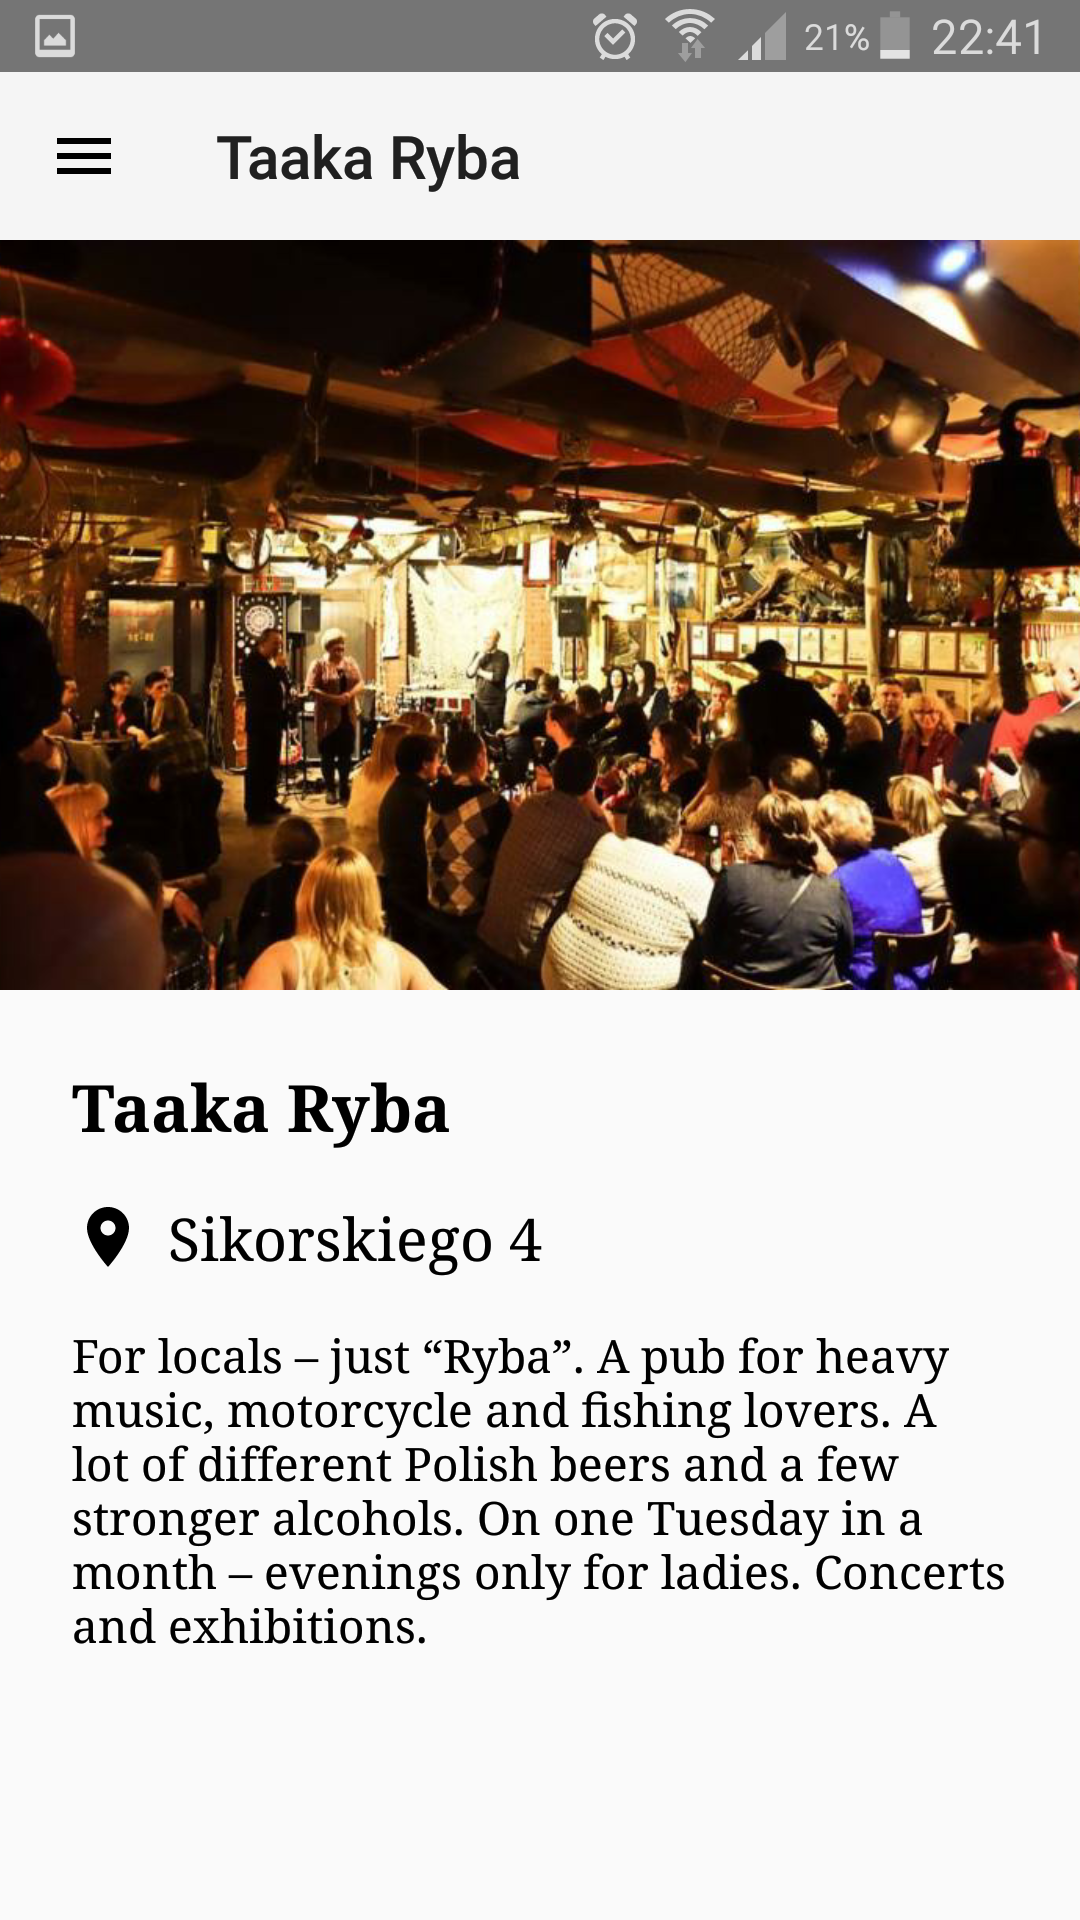 21% 22:41
Taaka Ryba
Taaka Ryba
Sikorskiego 4
For locals – just “Ryba”. A pub for heavy
music, motorcycle and fishing lovers. A
lot of different Polish beers and a few
stronger alcohols. On one Tuesday in a
month – evenings only for ladies. Concerts
and exhibitions.